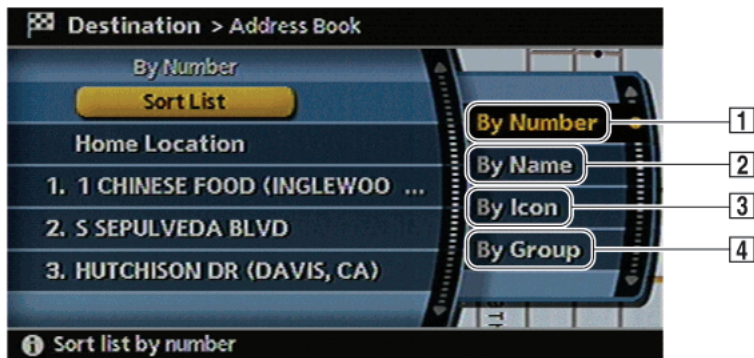 Destination > Address Book
By Number
Sort List
Home Location
1. 1 CHINESE FOOD (INGLEWOO ...
2. S SEPULVEDA BLVD
3. HUTCHISON DR (DAVIS, CA)
By Number
By Name
By Icon
By Group
1
2
3
4
Sort list by number